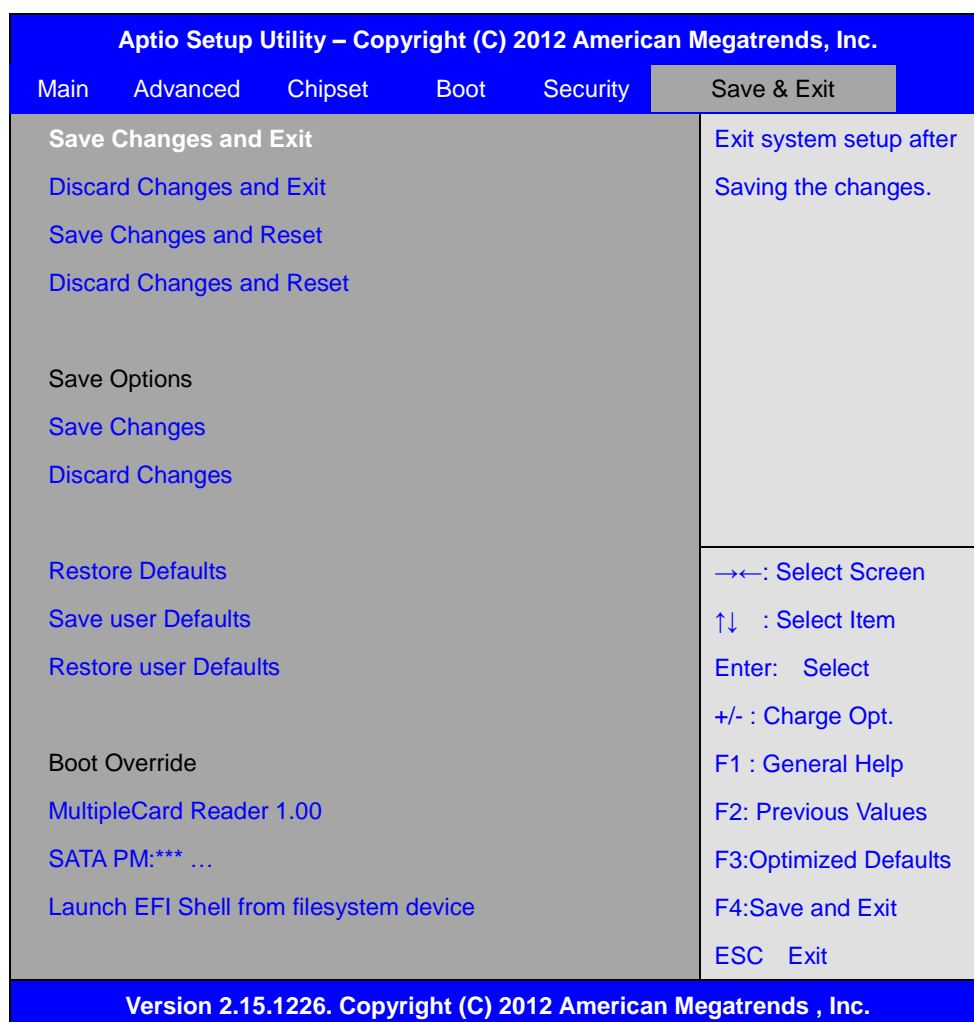 Aptio Setup Utility – Copyright (C) 2012 American Megatrends, Inc.
Main Advanced Chipset Boot Security Save & Exit
Save Changes and Exit
Discard Changes and Exit
Save Changes and Reset
Discard Changes and Reset
Save Options
Save Changes
Discard Changes
Restore Defaults
Save user Defaults
Restore user Defaults
Boot Override
MultipleCard Reader 1.00
SATA PM:*** …
Launch EFI Shell from filesystem device
Exit system setup after
Saving the changes.
→←: Select Screen
↑↓ : Select Item
Enter: Select
+/- : Charge Opt.
F1 : General Help
F2: Previous Values
F3:Optimized Defaults
F4:Save and Exit
ESC Exit
Version 2.15.1226. Copyright (C) 2012 American Megatrends , Inc.